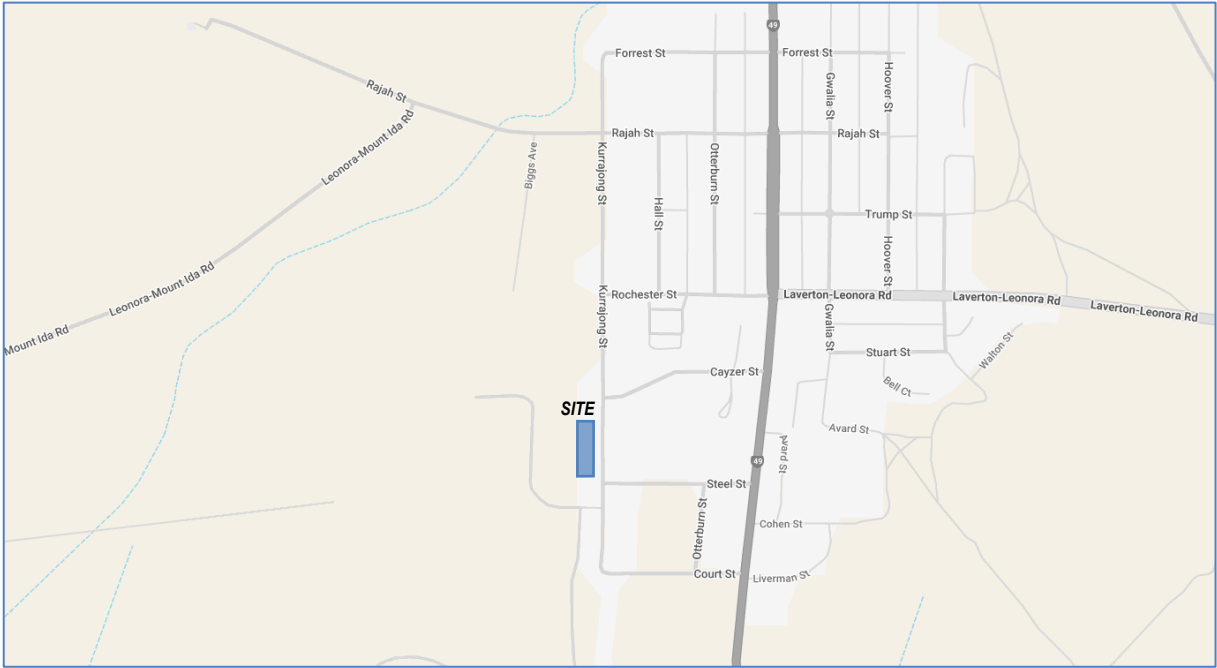 49
Forrest St
Forrest St
Rajah St
Hoover St
Gwalia St
Leonora-Mount Ida Rd
Rajah St
Rajah St
Biggs Ave
Kurrajong St
Otterburn St
Hall St
Trump St
Hoover St
Leonora-Mount Ida Rd
Kurrajong St
Rochester St
Laverton-Leonora Rd
Laverton-Leonora Rd
Laverton-Leonora Rd
Mount Ida Rd
Gwalia St
Stuart St
Walton St
Cayzer St
Bell Ct
SITE
Avard St
49
Steel St
Otterburn St
Cohen St
Court St
Liverman St